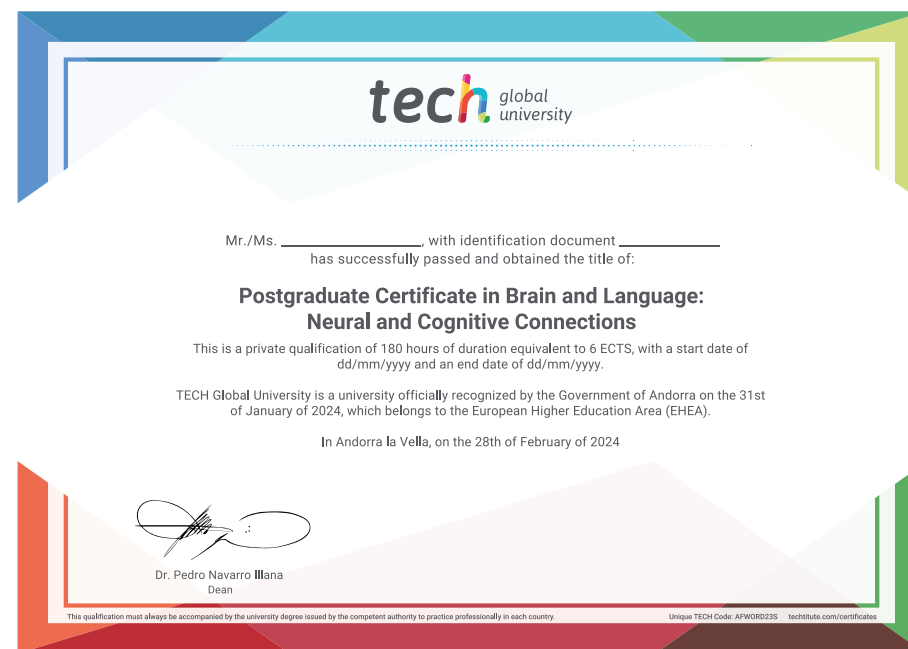 tech global university
Mr./Ms. ____________________, with identification document ______________
has successfully passed and obtained the title of:
Postgraduate Certificate in Brain and Language:
Neural and Cognitive Connections
This is a private qualification of 180 hours of duration equivalent to 6 ECTS, with a start date of
dd/mm/yyyy and an end date of dd/mm/yyyy.
TECH Global University is a university officially recognized by the Government of Andorra on the 31st
of January of 2024, which belongs to the European Higher Education Area (EHEA).
In Andorra la Vella, on the 28th of February of 2024
Dr. Pedro Navarro Illana
Dean
This qualification must always be accompanied by the university degree issued by the competent authority to practice professionally in each country.
Unique TECH Code: AFWORD23S techtitute.com/certificates